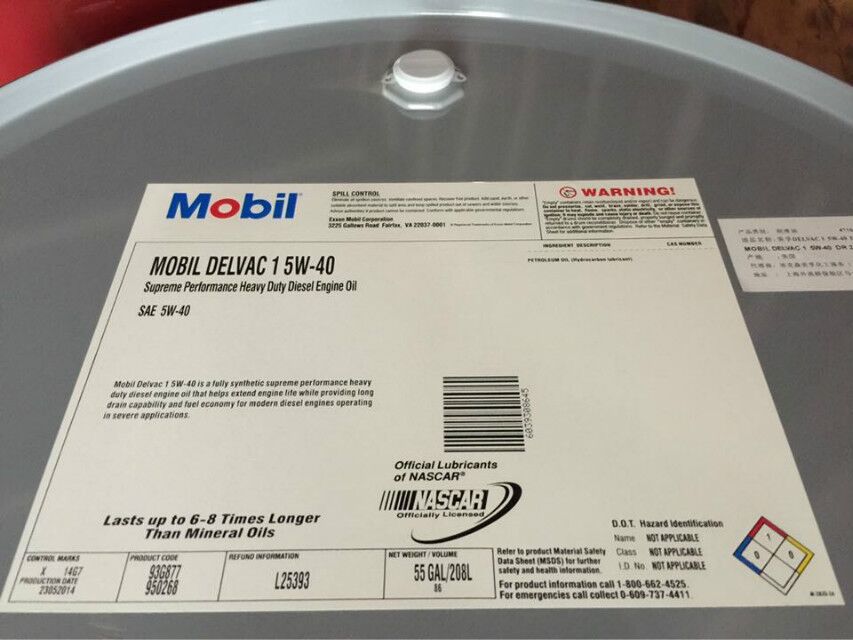 Mobil
SPILL CONTROL
Exxon Mobil Corporation
3225 Gallows Road Fairfax, VA 22037-0001
WARNING!
INGREDIENT DESCRIPTION CAS NUMBER
PETROLEUM OIL (Hydrocarbon lubricant)
MOBIL DELVAC 1 5W-40
Supreme Performance Heavy Duty Diesel Engine Oil
SAE 5W-40
Mobil Delvac 1 5W-40 is a fully synthetic supreme performance heavy
duty diesel engine oil that helps extend engine life while providing long
drain capability and fuel economy for modern diesel engines operating
in severe applications.
6039308645
Official Lubricants
of NASCAR®
NASCAR
Officially Licensed
Lasts up to 6-8 Times Longer
Than Mineral Oils
CONTROL MARKS
X 14G7
PRODUCTION DATE
23052014
PRODUCT CODE
93G877
950268
REFUND INFORMATION
L25393
NET WEIGHT / VOLUME
55 GAL/208L
86
Refer to product Material Safety
Data Sheet (MSDS) for further
safety and health information.
For product information call 1-800-662-4525.
For emergencies call collect 0-609-737-4411
D.O.T. Hazard Identification
Name NOT APPLICABLE
Class NOT APPLICABLE
I.D. No. NOT APPLICABLE
0
1
0
MOBIL DELVAC 1 5W-40 DR 2